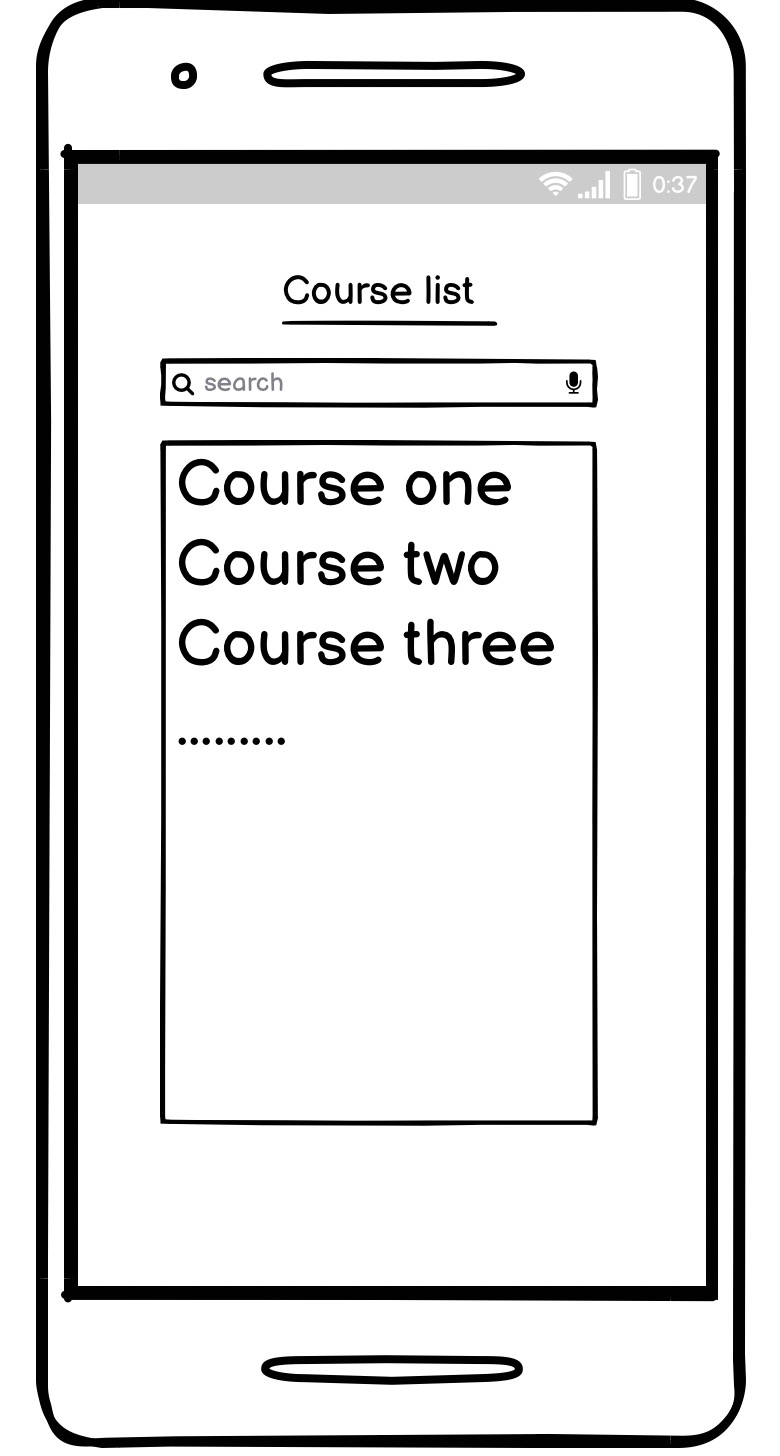 0:37
Course list
search
Course one
Course two
Course three
.........